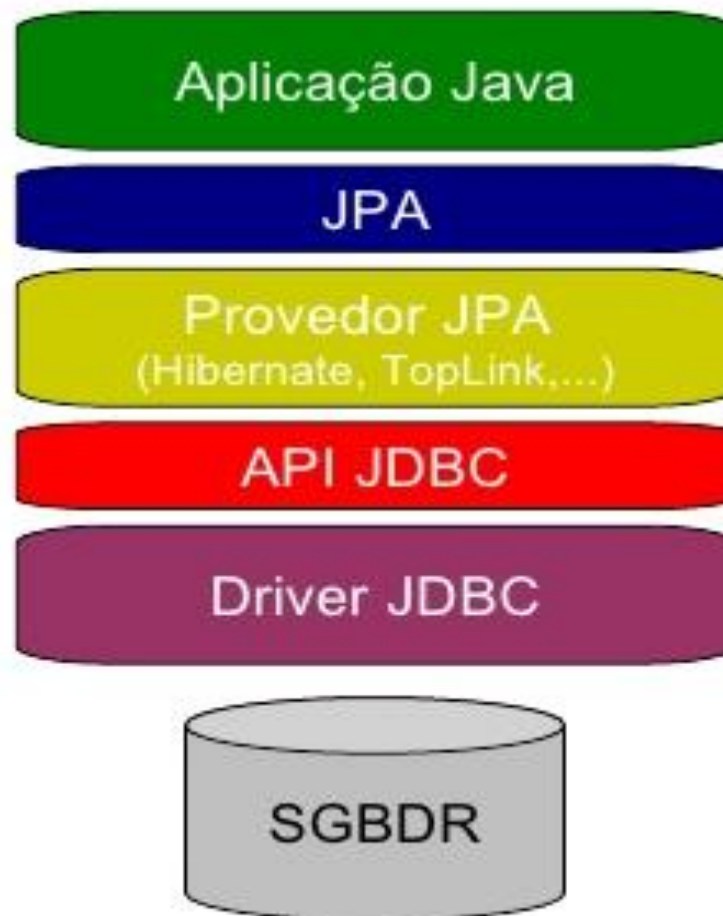 Aplicação Java
JPA
Provedor JPA
(Hibernate, TopLink,...)
API JDBC
Driver JDBC
SGBDR